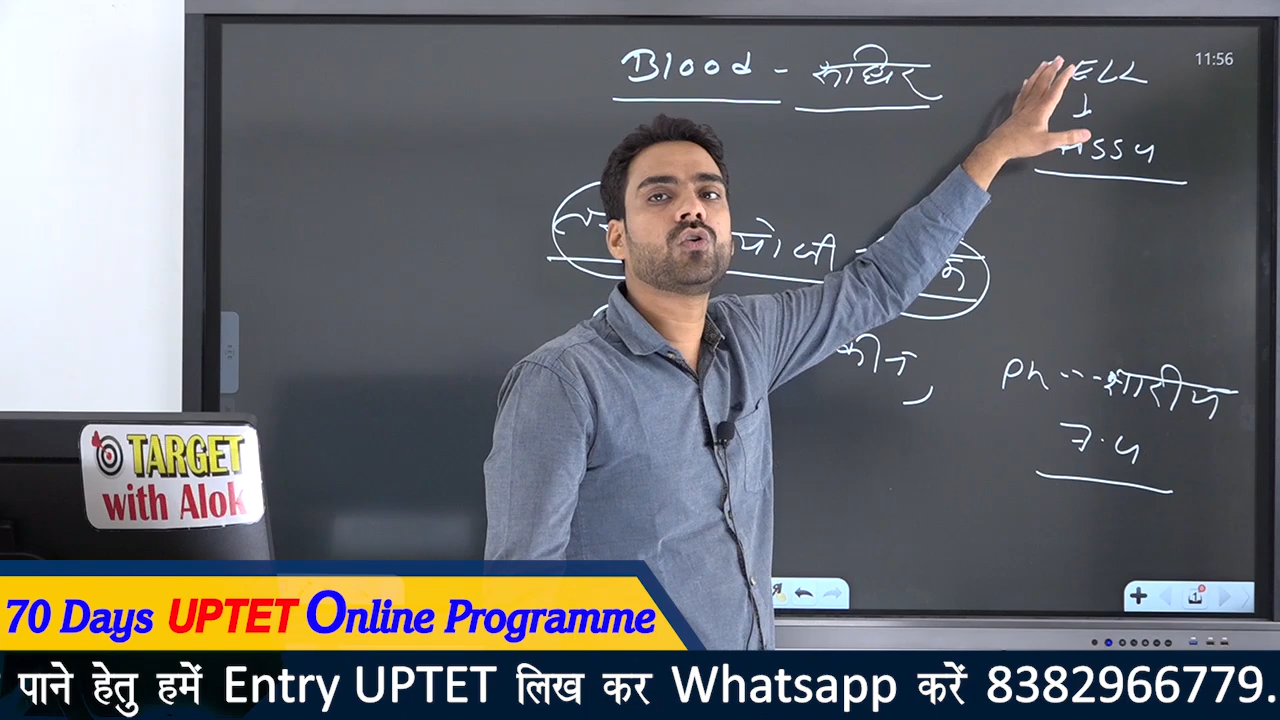 Blood - रूधिर
ELL
11:56
↓
योजी
ph --- क्षारीय
7.4
TARGET
with Alok
70 Days UPTET Online Programme
पाने हेतु हमें Entry UPTET लिख कर Whatsapp करें 8382966779.